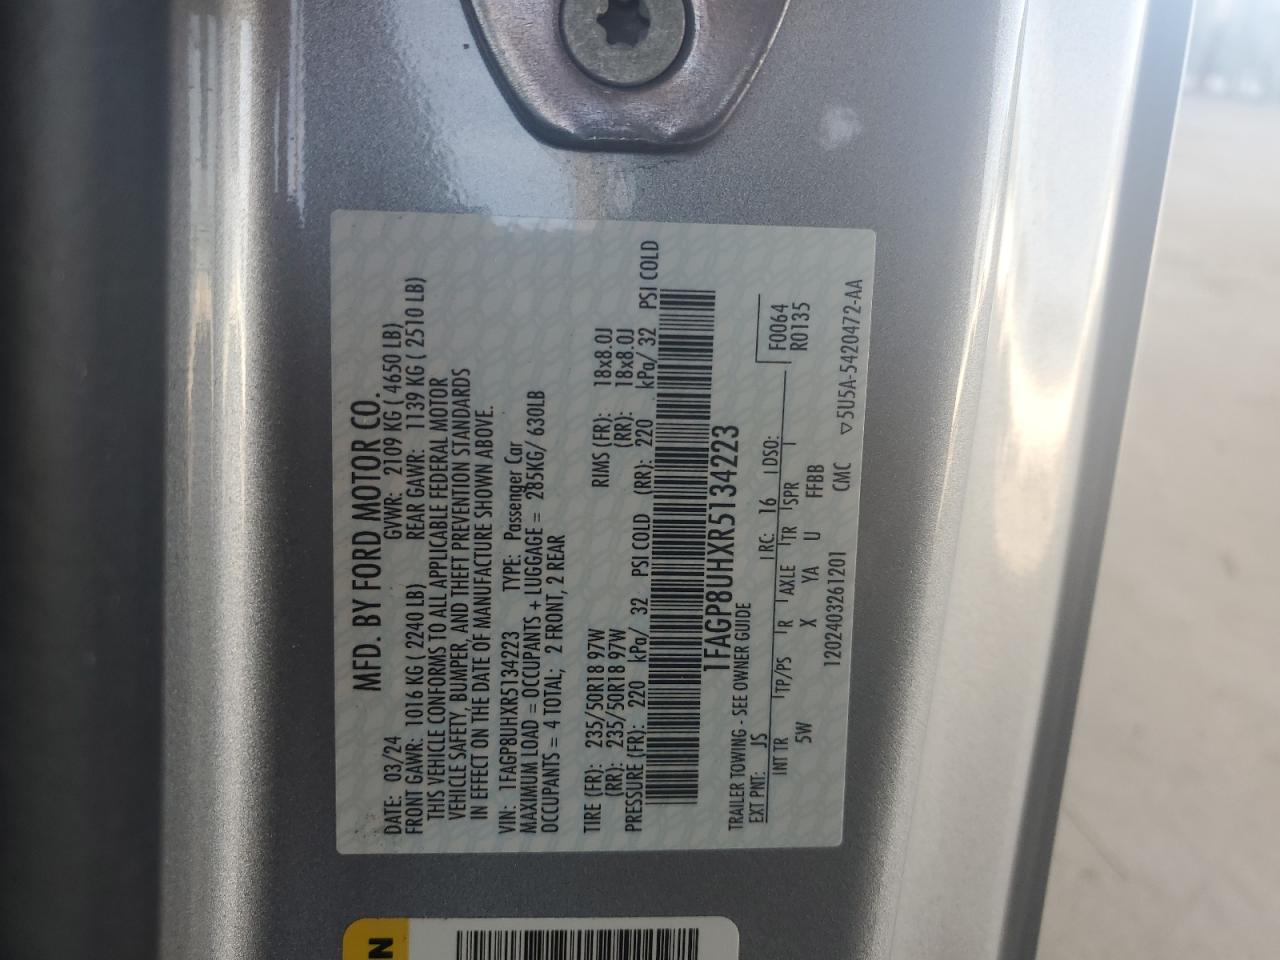 MFD. BY FORD MOTOR CO.
DATE: 03/24 GVWR: 2109 KG ( 4650 LB)
FRONT GAWR: 1016 KG ( 2240 LB) REAR GAWR: 1139 KG ( 2510 LB)
THIS VEHICLE CONFORMS TO ALL APPLICABLE FEDERAL MOTOR
VEHICLE SAFETY, BUMPER, AND THEFT PREVENTION STANDARDS
IN EFFECT ON THE DATE OF MANUFACTURE SHOWN ABOVE.
VIN: 1FAGP8UHXR5134223 TYPE: Passenger Car
MAXIMUM LOAD = OCCUPANTS + LUGGAGE = 285KG/ 630LB
OCCUPANTS = 4 TOTAL; 2 FRONT, 2 REAR
TIRE (FR): 235/50R18 97W RIMS (FR): 18x8.0J
(RR): 235/50R18 97W (RR): 18x8.0J
PRESSURE (FR): 220 kPa/ 32 PSI COLD (RR): 220 kPa/ 32 PSI COLD
1FAGP8UHXR5134223
TRAILER TOWING - SEE OWNER GUIDE
EXT PNT: JS RC: 16 DSO: F0064
INT TR TP/PS R AXLE TR SPR R0135
5W X YA U FFBB
1202403261201 CMC ▽5U5A-5420472-AA
N